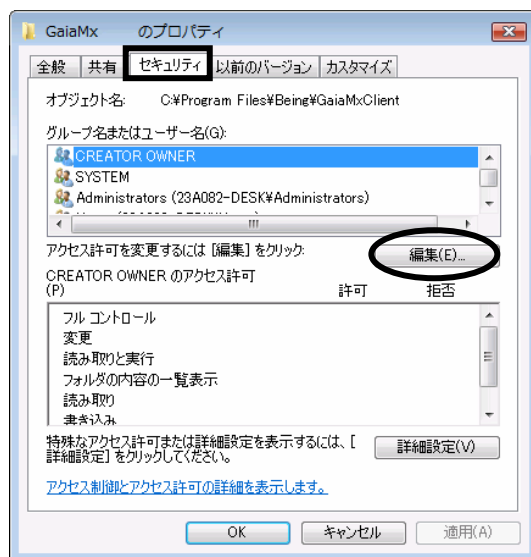 GaiaMx のプロパティ
全般 共有 セキュリティ 以前のバージョン カスタマイズ
オブジェクト名: C:¥Program Files¥Being¥GaiaMxClient
グループ名またはユーザー名(G):
CREATOR OWNER
SYSTEM
Administrators (23A082-DESK¥Administrators)
アクセス許可を変更するには [編集] をクリック: 編集(E)...
CREATOR OWNER のアクセス許可
(P) 許可 拒否
フル コントロール
変更
読み取りと実行
フォルダの内容の一覧表示
読み取り
書き込み
特殊なアクセス許可または詳細設定を表示するには、[
詳細設定] をクリックしてください。 詳細設定(V)
アクセス制御とアクセス許可の詳細を表示します。
OK キャンセル 適用(A)